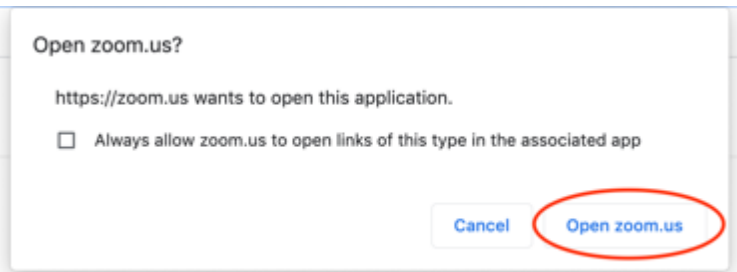 Open zoom.us?
https://zoom.us wants to open this application.
Always allow zoom.us to open links of this type in the associated app
Cancel Open zoom.us